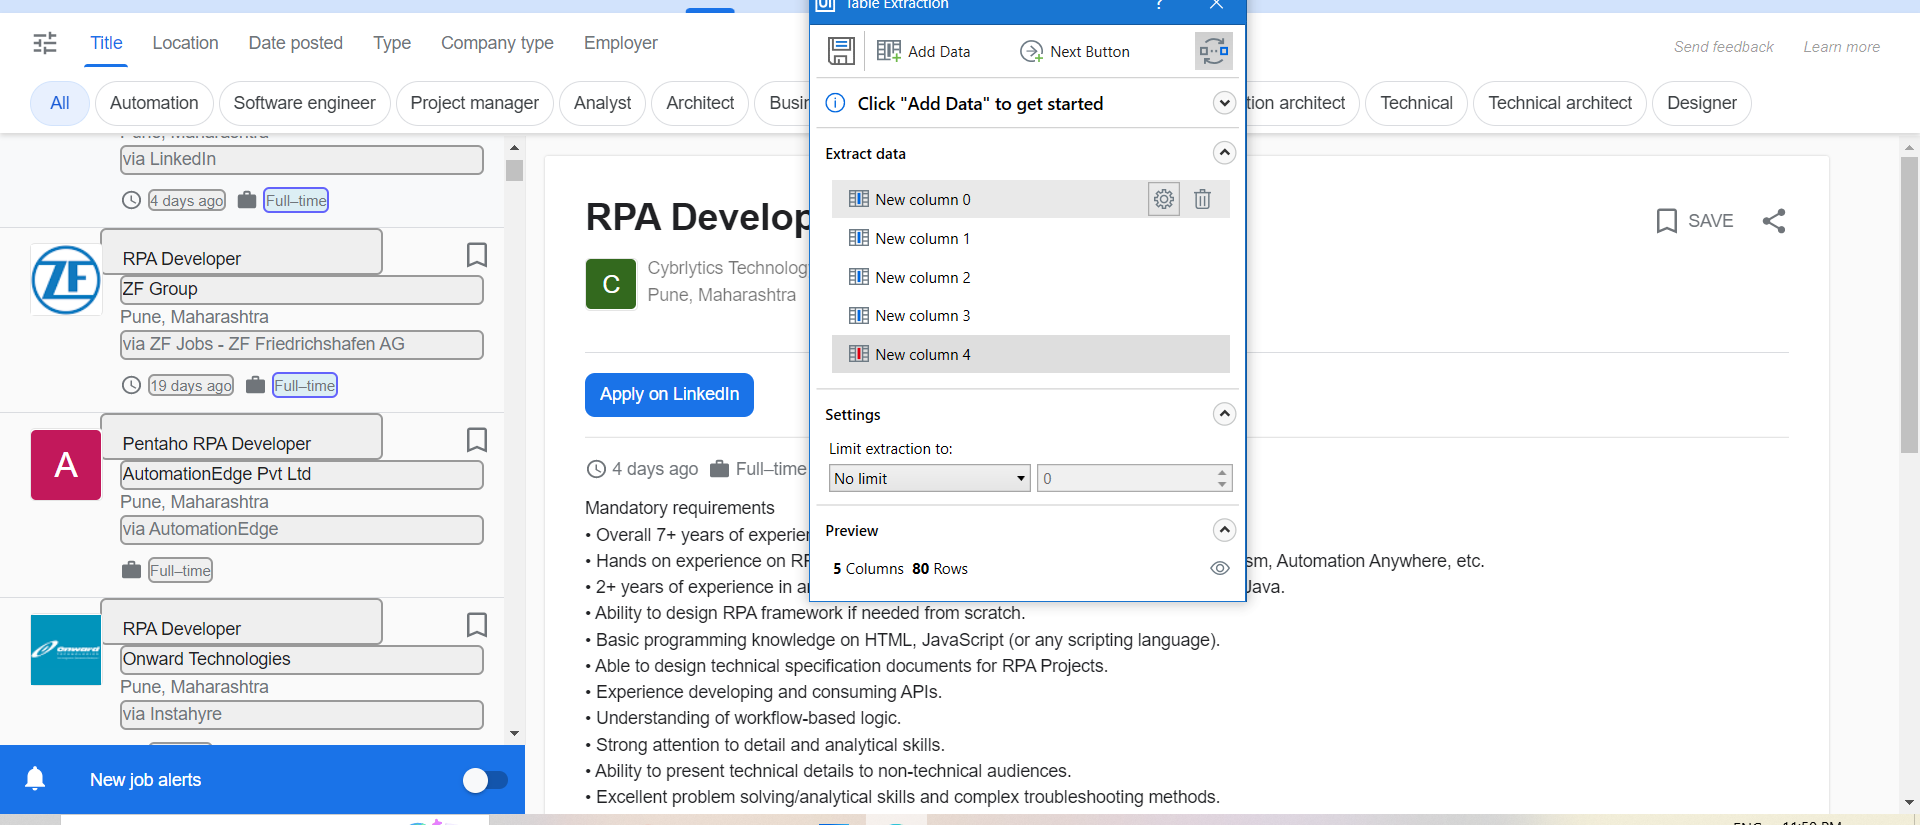 Table Extraction
?
Title
Location
Date posted
Type
Company type
Employer
Add Data
Next Button
Send feedback
Learn more
All
Automation
Software engineer
Project manager
Analyst
Architect
Click "Add Data" to get started
architect
Technical
Technical architect
Designer
Pune, Maharashtra
via LinkedIn
4 days ago
Full–time
ZF
RPA Developer
ZF Group
Pune, Maharashtra
via ZF Jobs - ZF Friedrichshafen AG
19 days ago
Full–time
A
Pentaho RPA Developer
AutomationEdge Pvt Ltd
Pune, Maharashtra
via AutomationEdge
Full–time
Onward
RPA Developer
Onward Technologies
Pune, Maharashtra
via Instahyre
New job alerts
Extract data
New column 0
New column 1
New column 2
New column 3
New column 4
Settings
Limit extraction to:
No limit
0
Preview
5 Columns 80 Rows
RPA Develop
SAVE
C
Cybrlytics Technolog
Pune, Maharashtra
Apply on LinkedIn
4 days ago
Full–time
Mandatory requirements
• Overall 7+ years of experien
• Hands on experience on RP
sm, Automation Anywhere, etc.
• 2+ years of experience in
Java.
• Ability to design RPA framework if needed from scratch.
• Basic programming knowledge on HTML, JavaScript (or any scripting language).
• Able to design technical specification documents for RPA Projects.
• Experience developing and consuming APIs.
• Understanding of workflow-based logic.
• Strong attention to detail and analytical skills.
• Ability to present technical details to non-technical audiences.
• Excellent problem solving/analytical skills and complex troubleshooting methods.